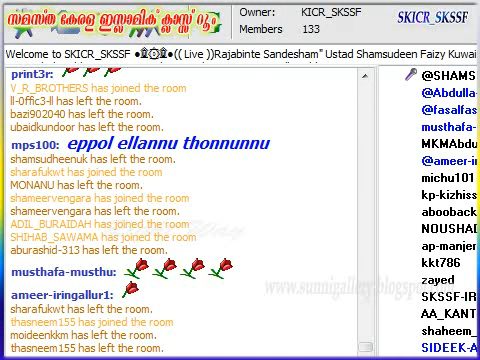 സമസ്ത കേരള ഇസ്ലാമിക് ക്ലാസ്സ് റൂം
Owner: KICR_SKSSF
Members 133
SKICR_SKSSF
Welcome to SKICR_SSKF ●۩۞۩●(( Live ))Rajabinte Sandesham" Ustad Shamsudeen Faizy Kuwai
print3r:
V_R_BROTHERS has joined the room
ll-0ffic3-ll has left the room.
bazi902040 has left the room.
ubaidkundoor has left the room.
mps100: eppol ellannu thonnunnu
shamsudheenuk has left the room.
sharafukwt has joined the room
MONANU has left the room.
shameervengara has joined the room
shameervengara has left the room.
ADIL_BURAIDAH has joined the room
SHIHAB_SAWAMA has joined the room
aburashid-313 has left the room.
musthafa-musthu:
ameer-iringallur1:
sharafukwt has left the room.
thasneem155 has joined the room
moideenkkm has left the room.
thasneem155 has left the room.
@SHAMS
@Abdulla-
@fasalfas
musthafa-
MKMAbdu
@ameer-ir
michu101
kp-kizhiss
abooback
NOUSHAD
ap-manjer
kkt786
zayed
SKSSF-IR
AA_KANT
shaheem_
SIDEEK-A
www.sunnigallery.blogspot.